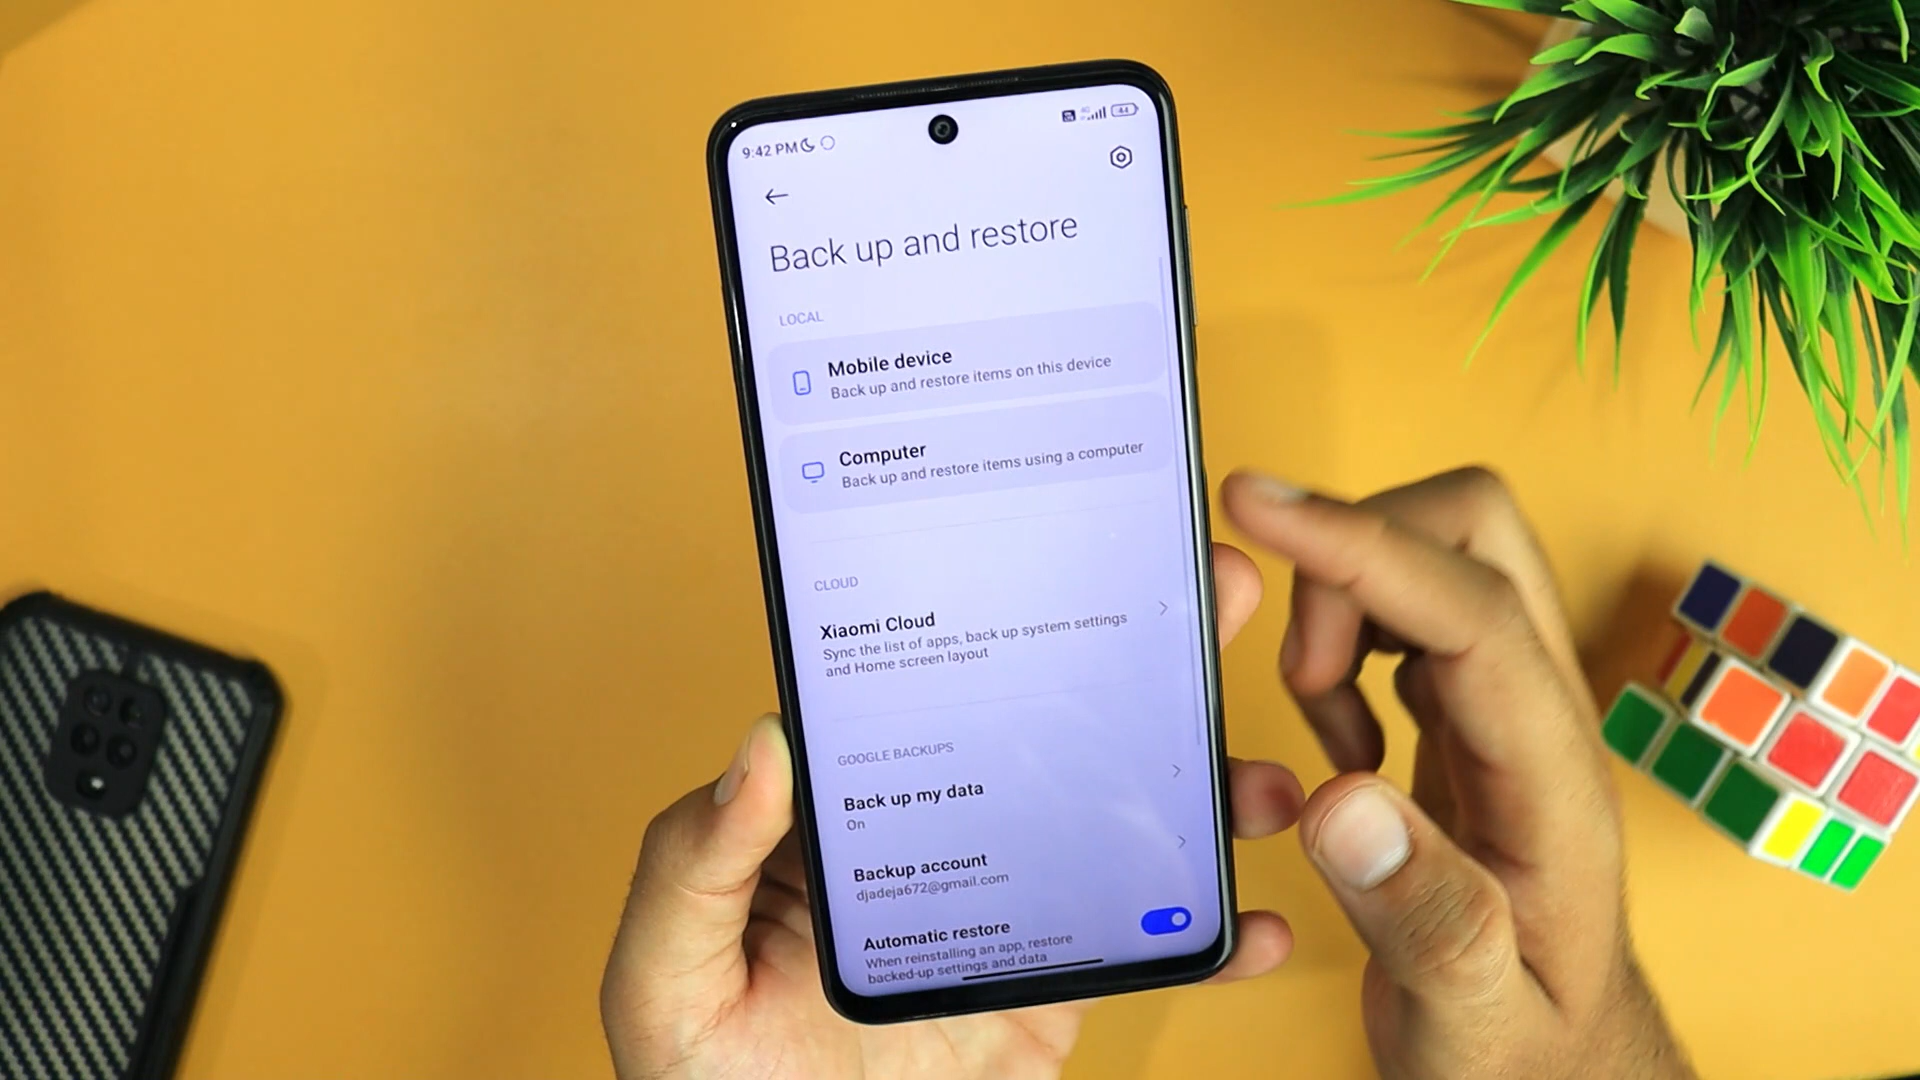 9:42 PM
44
Back up and restore
LOCAL
Mobile device
Back up and restore items on this device
Computer
Back up and restore items using a computer
CLOUD
Xiaomi Cloud
Sync the list of apps, back up system settings
and Home screen layout
GOOGLE BACKUPS
Back up my data
On
Backup account
djadeja672@gmail.com
Automatic restore
When reinstalling an app, restore
backed-up settings and data